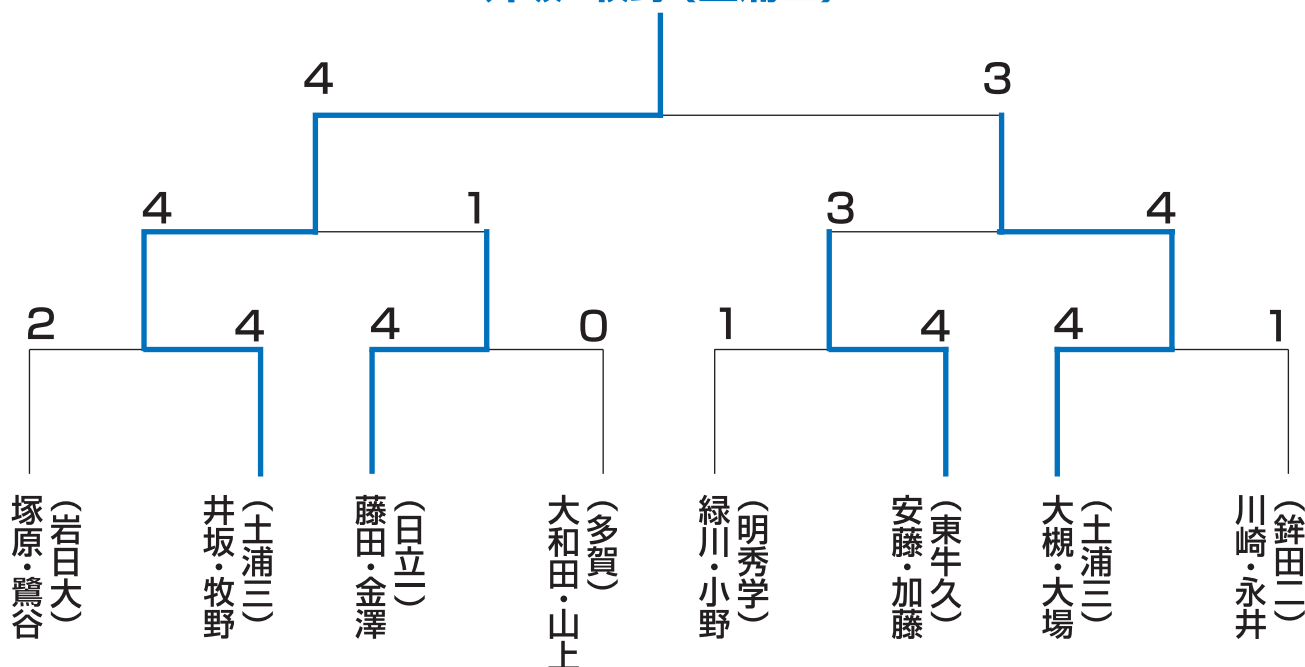 4 3
4 1 3 4
2 4 4 0 1 4 4 1
塚原・鷺谷
(岩日大)
井坂・牧野
(土浦三)
藤田・金澤
(日立一)
大和田・山上
(多賀)
緑川・小野
(明秀学)
安藤・加藤
(東牛久)
大槻・大場
(土浦三)
川崎・永井
(鉾田二)